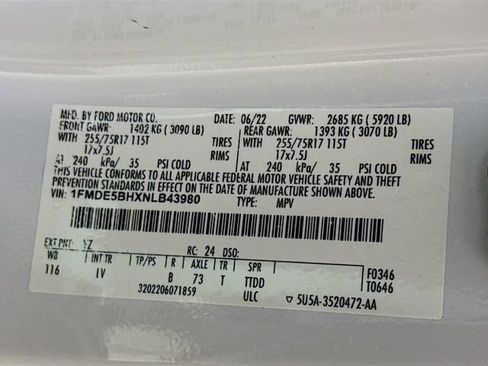 MFD. BY FORD MOTOR CO.
DATE: 06/22 GVWR: 2685 KG ( 5920 LB)
FRONT GAWR: 1402 KG ( 3090 LB)
REAR GAWR: 1393 KG ( 3070 LB)
WITH 255/75R17 115T TIRES
WITH 255/75R17 115T TIRES
17x7.5J RIMS
17x7.5J RIMS
AT 240 kPa/ 35 PSI COLD
AT 240 kPa/ 35 PSI COLD
THIS VEHICLE CONFORMS TO ALL APPLICABLE FEDERAL MOTOR VEHICLE SAFETY AND THEFT
PREVENTION STANDARDS IN EFFECT ON THE DATE OF MANUFACTURE SHOWN ABOVE.
VIN: 1FMDE5BHXNLB43980 TYPE: MPV
EXT PNT: YZ RC: 24 DSO:
WB INT TR TP/PS R AXLE TR SPR
116 LV B 73 T TTDD
F0346
T0646
3202206071859 ULC ▽ 5U5A-3520472-AA